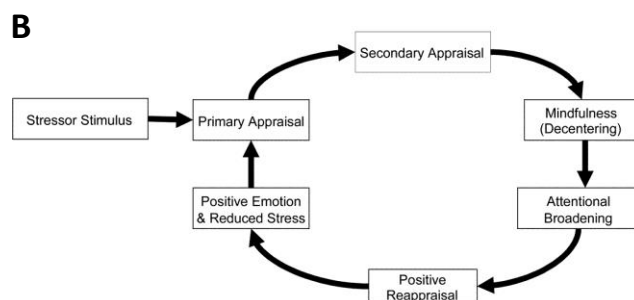 B
Secondary Appraisal
Stressor Stimulus
Primary Appraisal
Mindfulness
(Decentering)
Positive Emotion
& Reduced Stress
Attentional
Broadening
Positive
Reappraisal